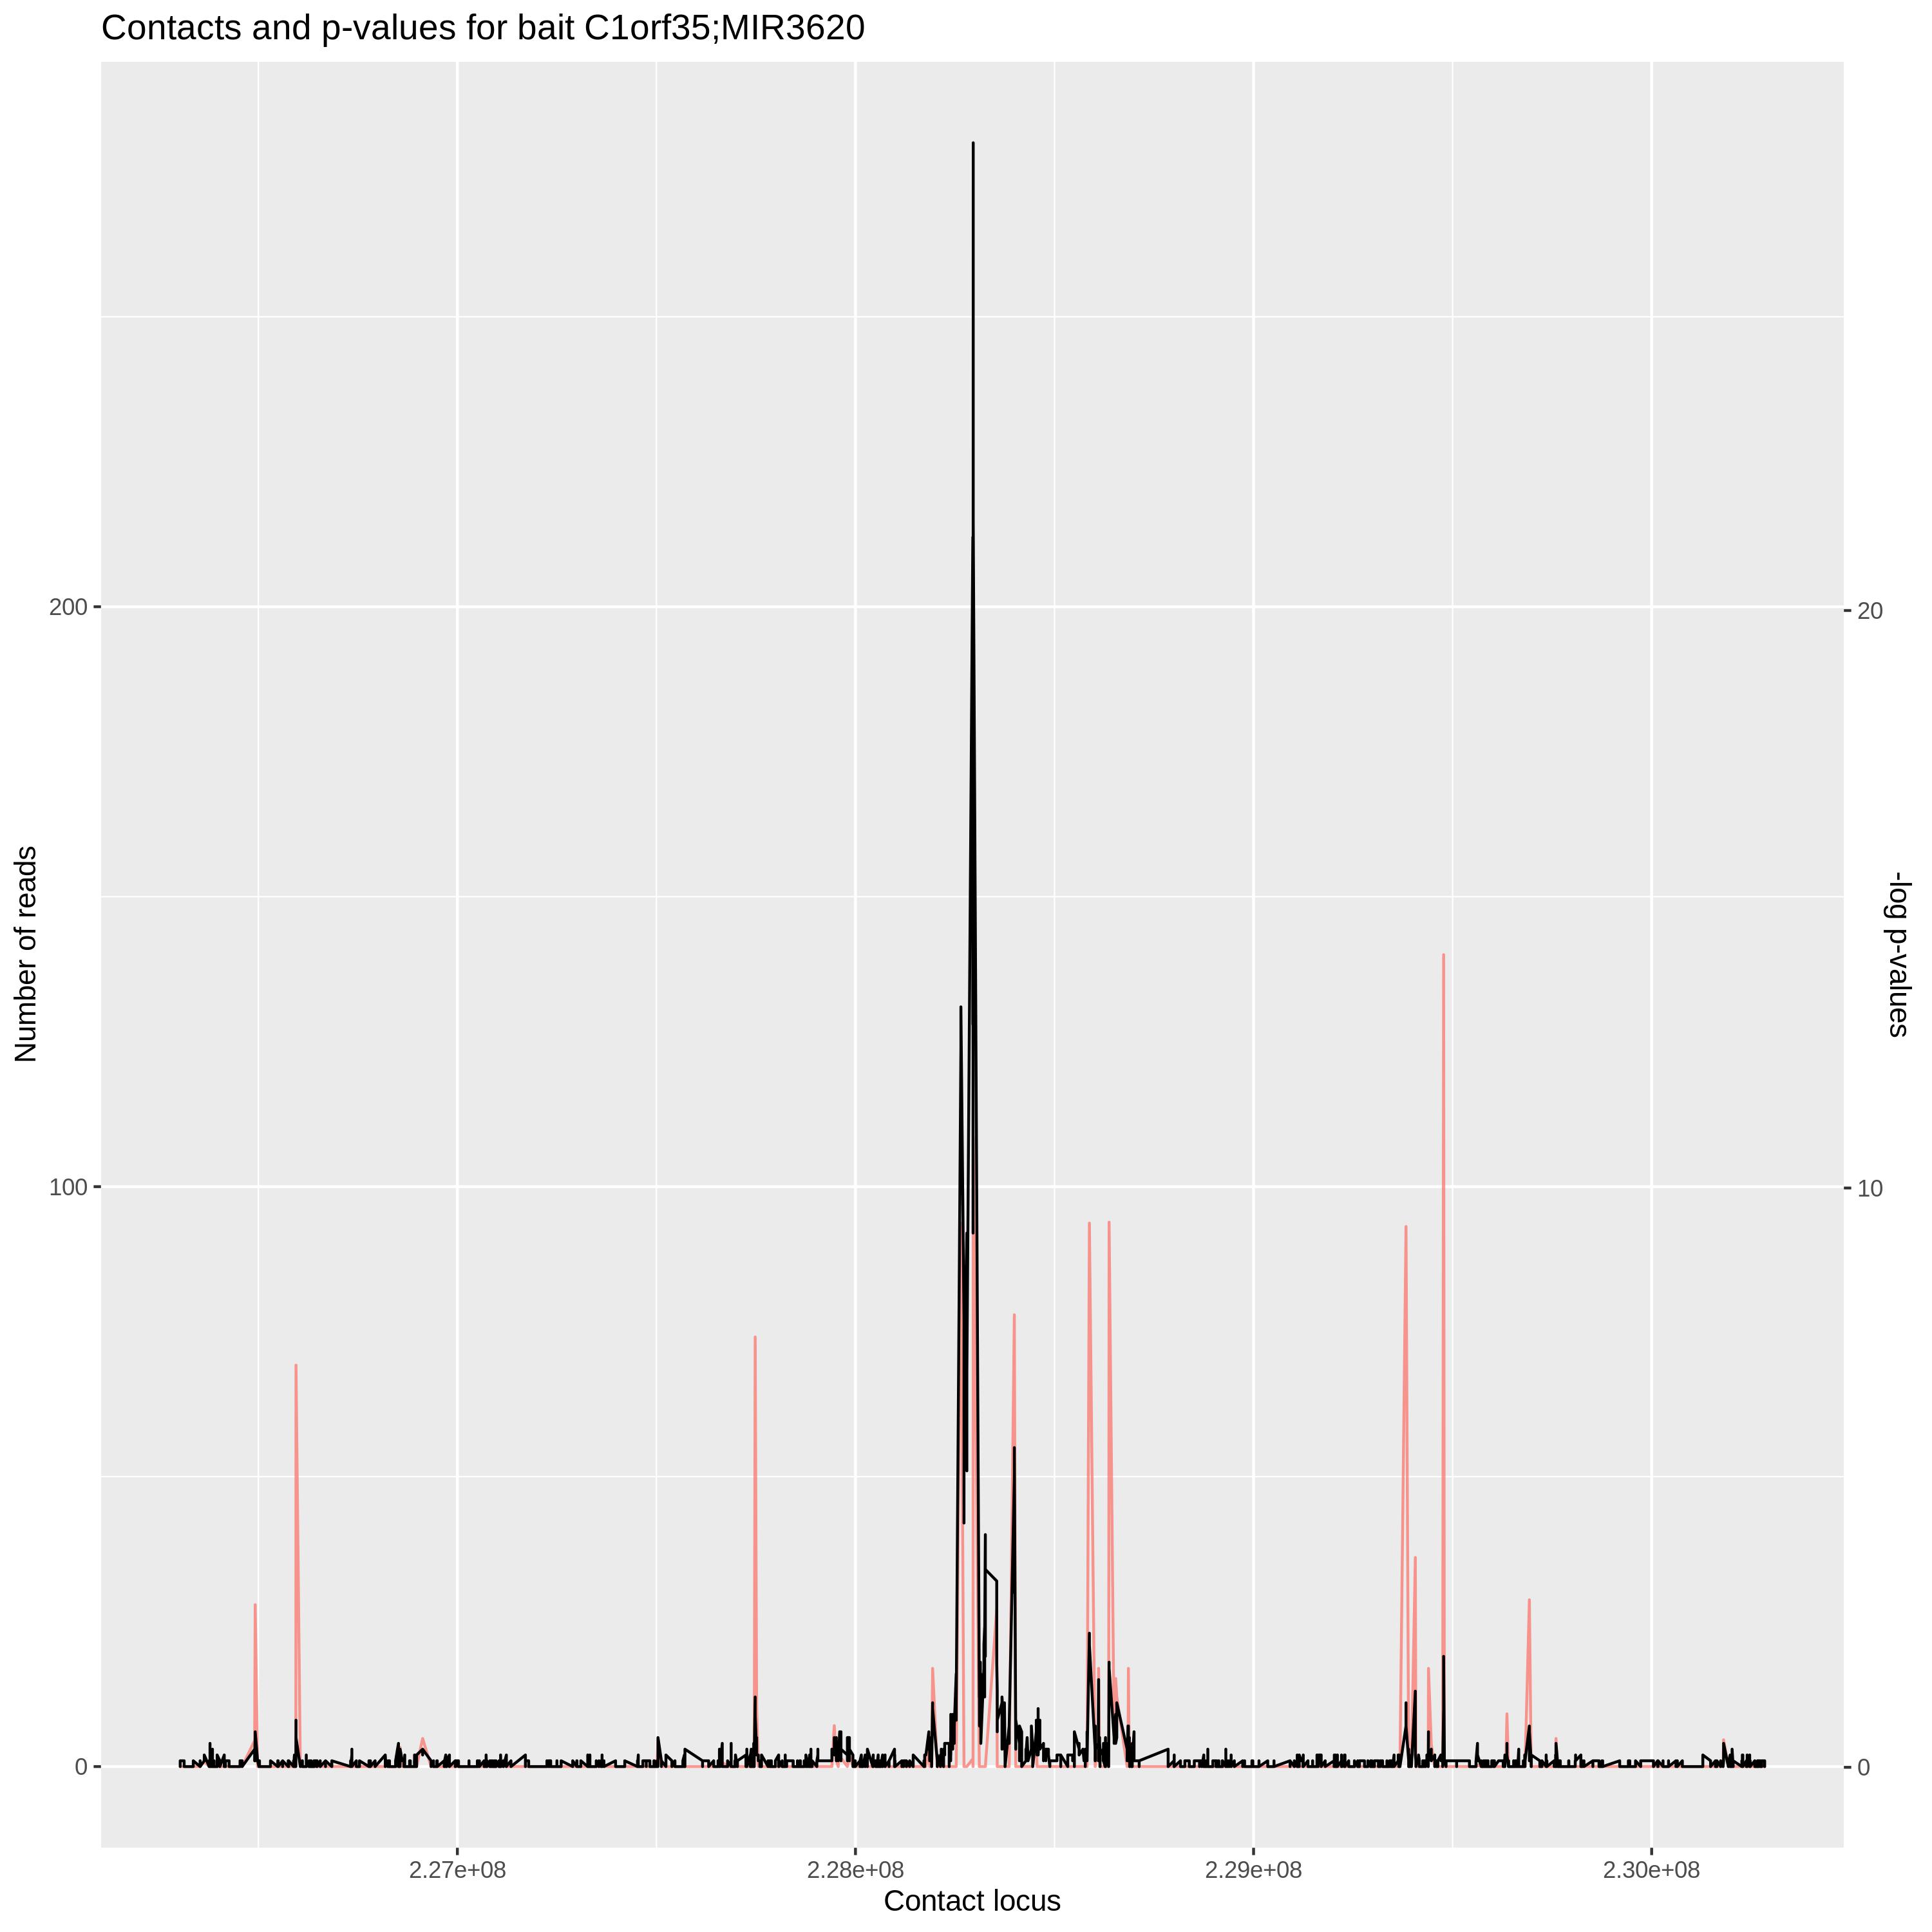 Contacts and p-values for bait C1orf35;MIR3620
Number of reads
200
100
0
20
10
0
-log p-values
2.27e+08
2.28e+08
2.29e+08
2.30e+08
Contact locus